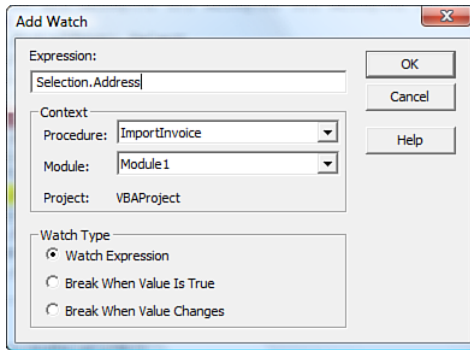 Add Watch
Expression:
Selection.Address
OK
Cancel
Help
Context
Procedure: ImportInvoice
Module: Module1
Project: VBAProject
Watch Type
Watch Expression
Break When Value Is True
Break When Value Changes